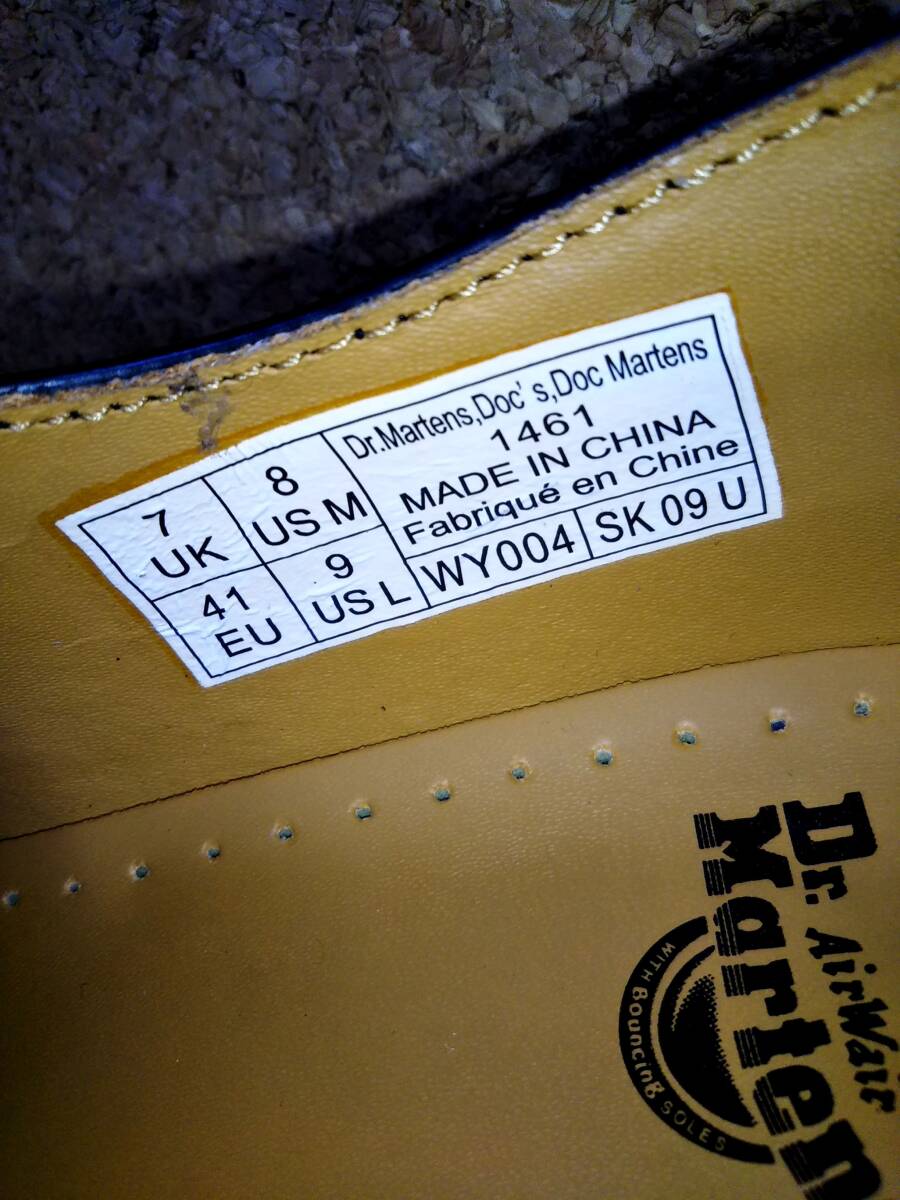 7
UK
8
US M
41
EU
9
US L
Dr.Martens,Doc' s,Doc Martens
1461
MADE IN CHINA
Fabriqué en Chine
WY004
SK 09 U
Dr.
Marten
AirWair
WITH Bouncing SOLES